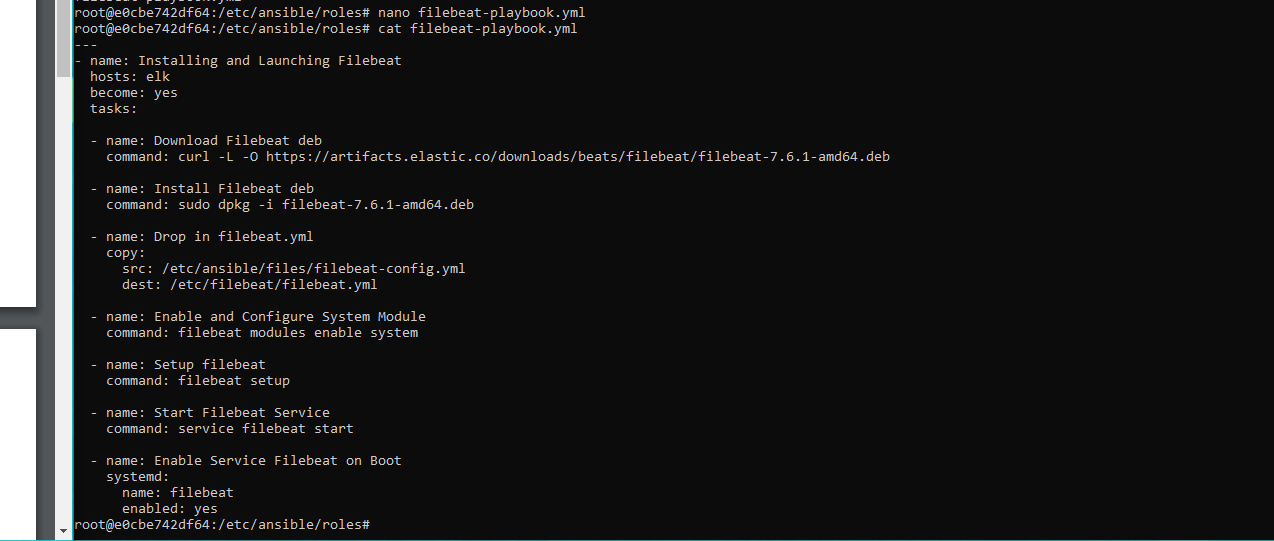 root@e0cbe742df64:/etc/ansible/roles# nano filebeat-playbook.yml
root@e0cbe742df64:/etc/ansible/roles# cat filebeat-playbook.yml
---
- name: Installing and Launching Filebeat
  hosts: elk
  become: yes
  tasks:

  - name: Download Filebeat deb
    command: curl -L -O https://artifacts.elastic.co/downloads/beats/filebeat/filebeat-7.6.1-amd64.deb

  - name: Install Filebeat deb
    command: sudo dpkg -i filebeat-7.6.1-amd64.deb

  - name: Drop in filebeat.yml
    copy:
      src: /etc/ansible/files/filebeat-config.yml
      dest: /etc/filebeat/filebeat.yml

  - name: Enable and Configure System Module
    command: filebeat modules enable system

  - name: Setup filebeat
    command: filebeat setup

  - name: Start Filebeat Service
    command: service filebeat start

  - name: Enable Service Filebeat on Boot
    systemd:
      name: filebeat
      enabled: yes
root@e0cbe742df64:/etc/ansible/roles#